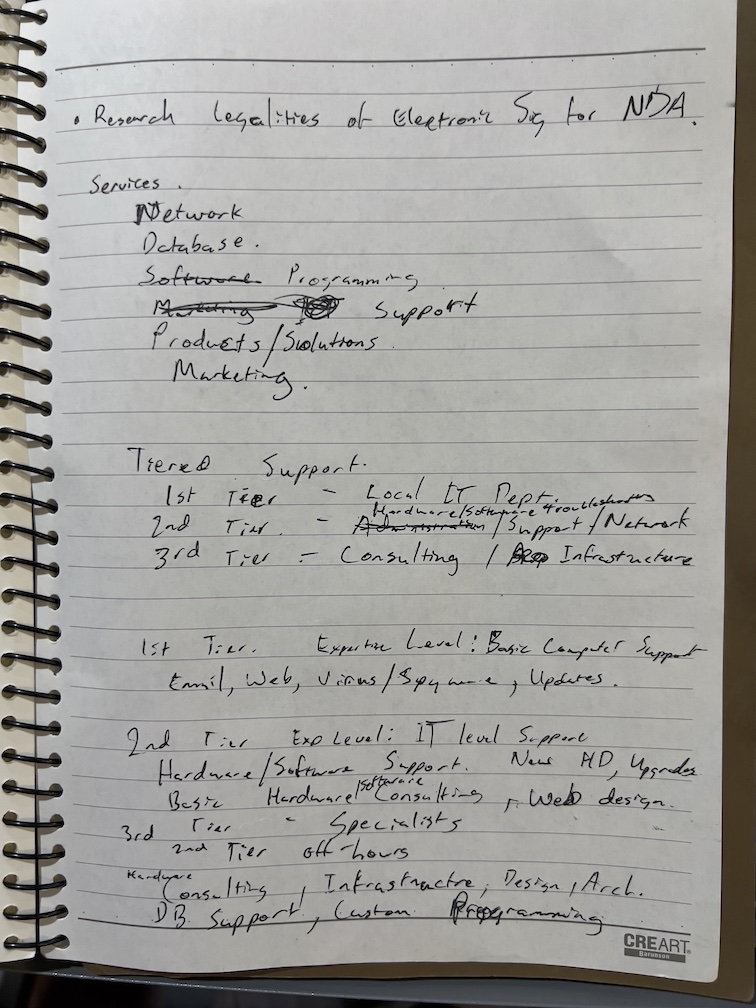 • Research Legalities of Electronic Sig for NDA.
Services.
Network
Database.
Software Programming
Marketing Support
Products/Solutions
Marketing.
Tiered Support.
1st Tier - Local IT Dept.
Hardware/Software troubleshooting
2nd Tier. - Administration/Support/Network
3rd Tier - Consulting / Infrastructure
1st Tier. Expertise Level: Basic Computer Support
Email, Web, Virus/Spyware, Updates.
2nd Tier Exp Level: IT level Support
Hardware/Software Support. New HD, Upgrades
Basic Hardware/Software Consulting, Web design.
3rd Tier - Specialists
2nd Tier off-hours
Hardware Consulting, Infrastructre, Design, Arch.
DB Support, Custom Programming
CREART
Barunson